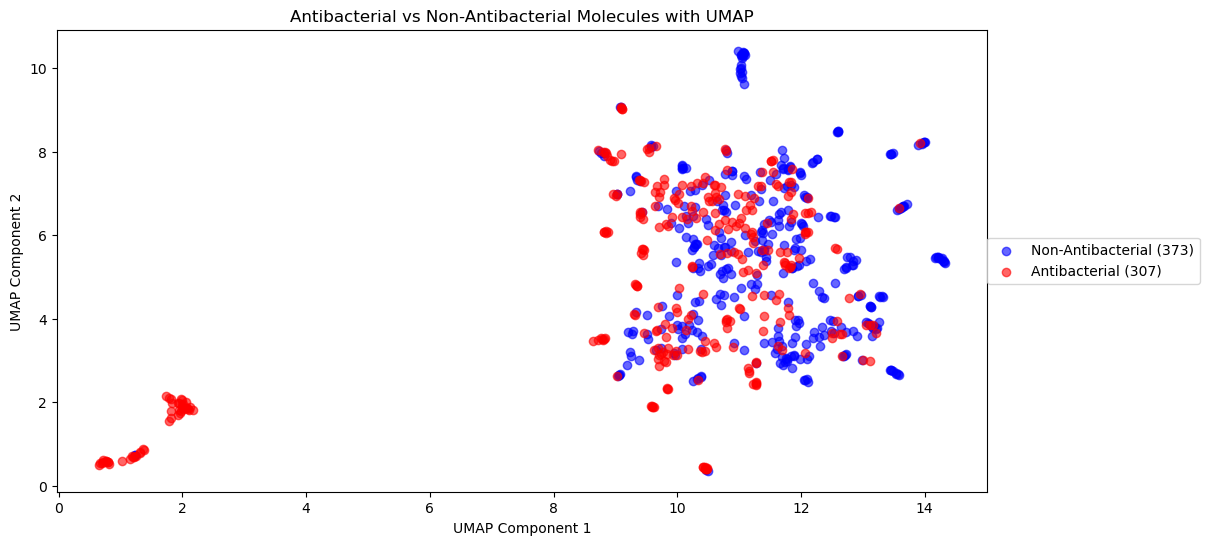 Antibacterial vs Non-Antibacterial Molecules with UMAP
UMAP Component 2
10
8
6
4
2
0
0 2 4 6 8 10 12 14
UMAP Component 1
Non-Antibacterial (373)
Antibacterial (307)